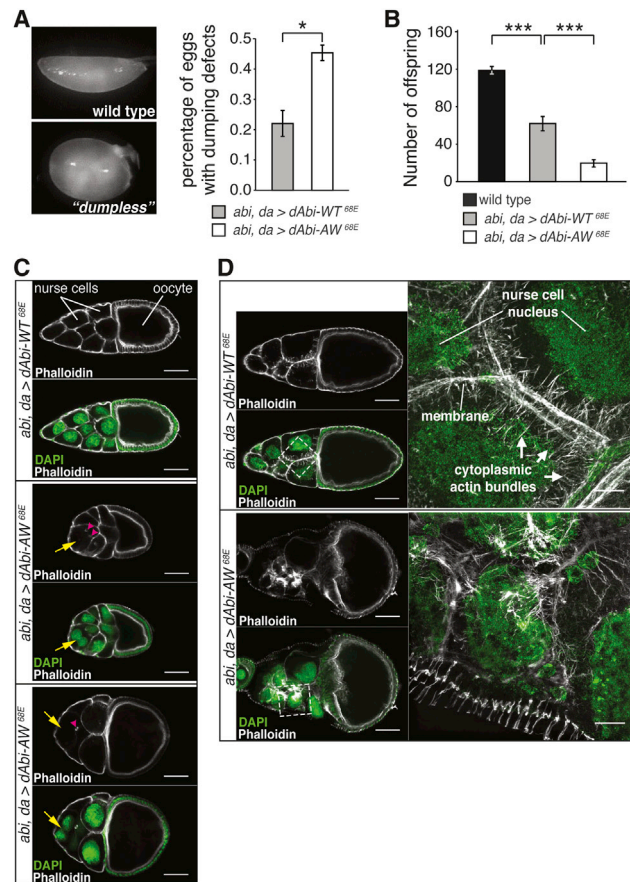 A
wild type
"dumpless"
percentage of eggs
with dumping defects
0.5
0.4
0.3
0.2
0.1
0.0
*
abi, da > dAbi-WT 68E
abi, da > dAbi-AW 68E
B
Number of offspring
160
120
80
40
0
***
***
wild type
abi, da > dAbi-WT 68E
abi, da > dAbi-AW 68E
C
abi, da > dAbi-WT 68E
nurse cells
oocyte
Phalloidin
DAPI
Phalloidin
abi, da > dAbi-AW 68E
Phalloidin
DAPI
Phalloidin
abi, da > dAbi-AW 68E
Phalloidin
DAPI
Phalloidin
D
abi, da > dAbi-WT 68E
Phalloidin
DAPI
Phalloidin
nurse cell
nucleus
membrane
cytoplasmic
actin bundles
abi, da > dAbi-AW 68E
Phalloidin
DAPI
Phalloidin